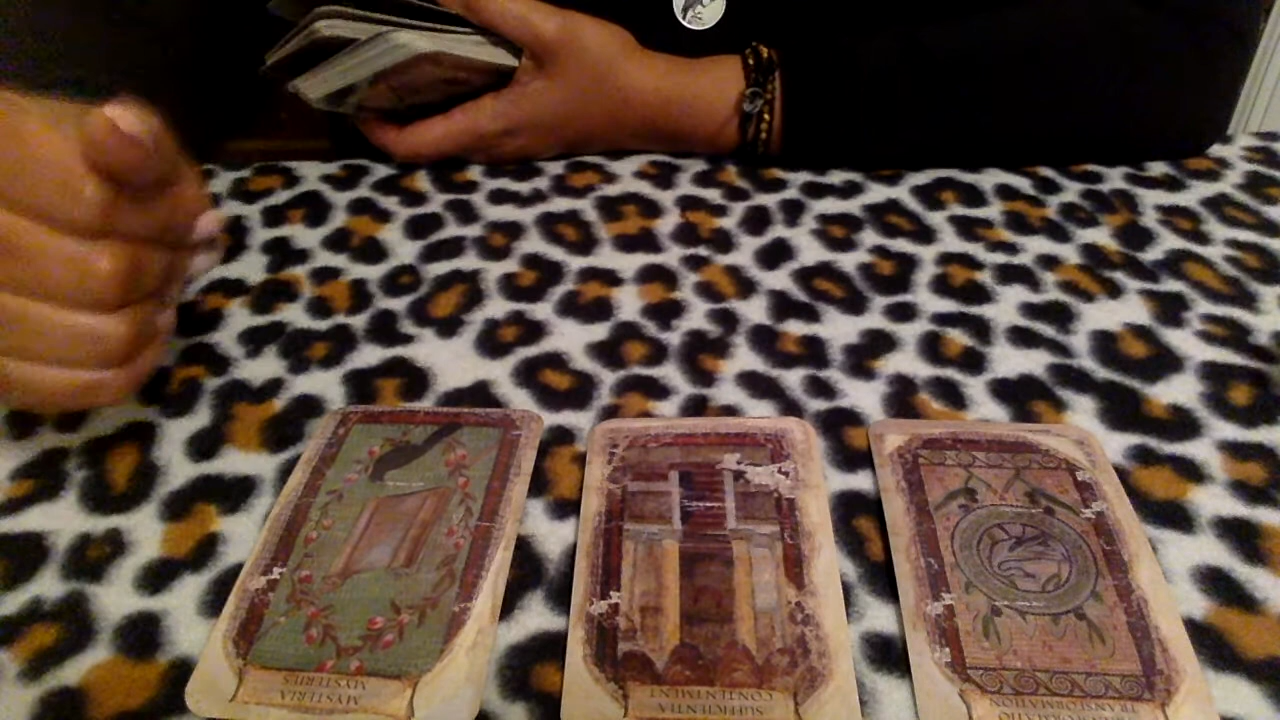 MYSTERIA
MYSTERIES
SUFFICIENTIA
CONTENTMENT
TRANSFORMATION